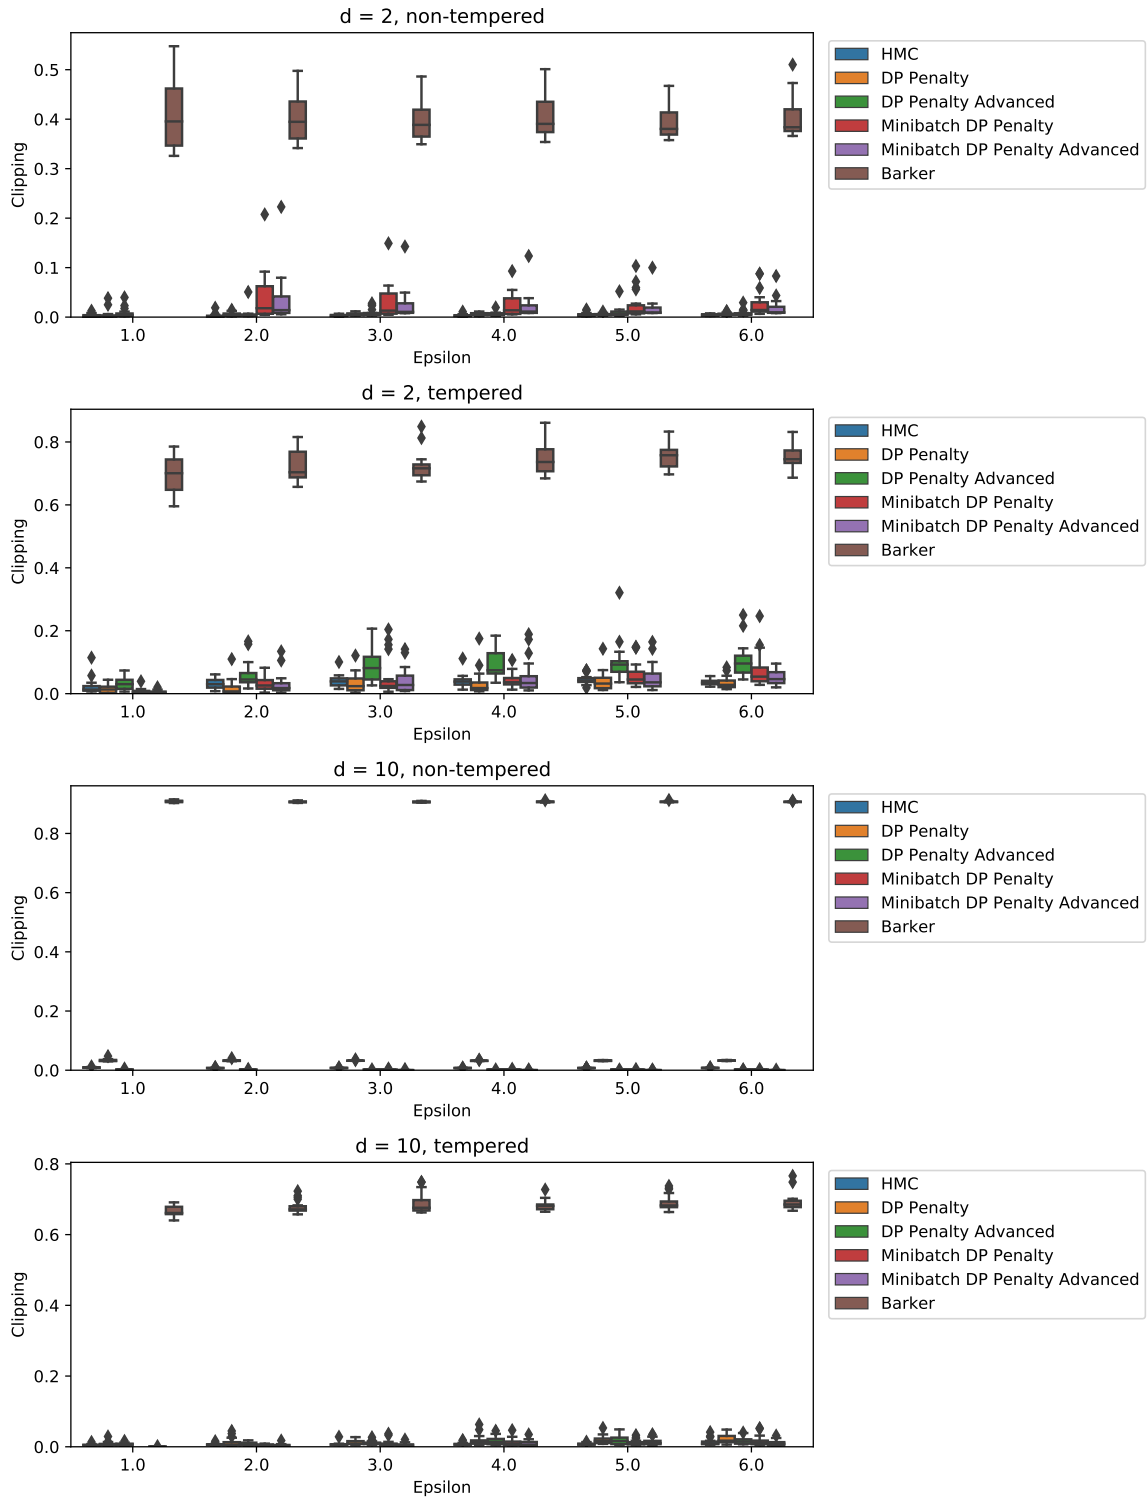 d = 2, non-tempered
Clipping
0.5
0.4
0.3
0.2
0.1
0.0
1.0 2.0 3.0 4.0 5.0 6.0
Epsilon
HMC
DP Penalty
DP Penalty Advanced
Minibatch DP Penalty
Minibatch DP Penalty Advanced
Barker
d = 2, tempered
Clipping
0.8
0.6
0.4
0.2
0.0
1.0 2.0 3.0 4.0 5.0 6.0
Epsilon
HMC
DP Penalty
DP Penalty Advanced
Minibatch DP Penalty
Minibatch DP Penalty Advanced
Barker
d = 10, non-tempered
Clipping
0.8
0.6
0.4
0.2
0.0
1.0 2.0 3.0 4.0 5.0 6.0
Epsilon
HMC
DP Penalty
DP Penalty Advanced
Minibatch DP Penalty
Minibatch DP Penalty Advanced
Barker
d = 10, tempered
Clipping
0.8
0.6
0.4
0.2
0.0
1.0 2.0 3.0 4.0 5.0 6.0
Epsilon
HMC
DP Penalty
DP Penalty Advanced
Minibatch DP Penalty
Minibatch DP Penalty Advanced
Barker